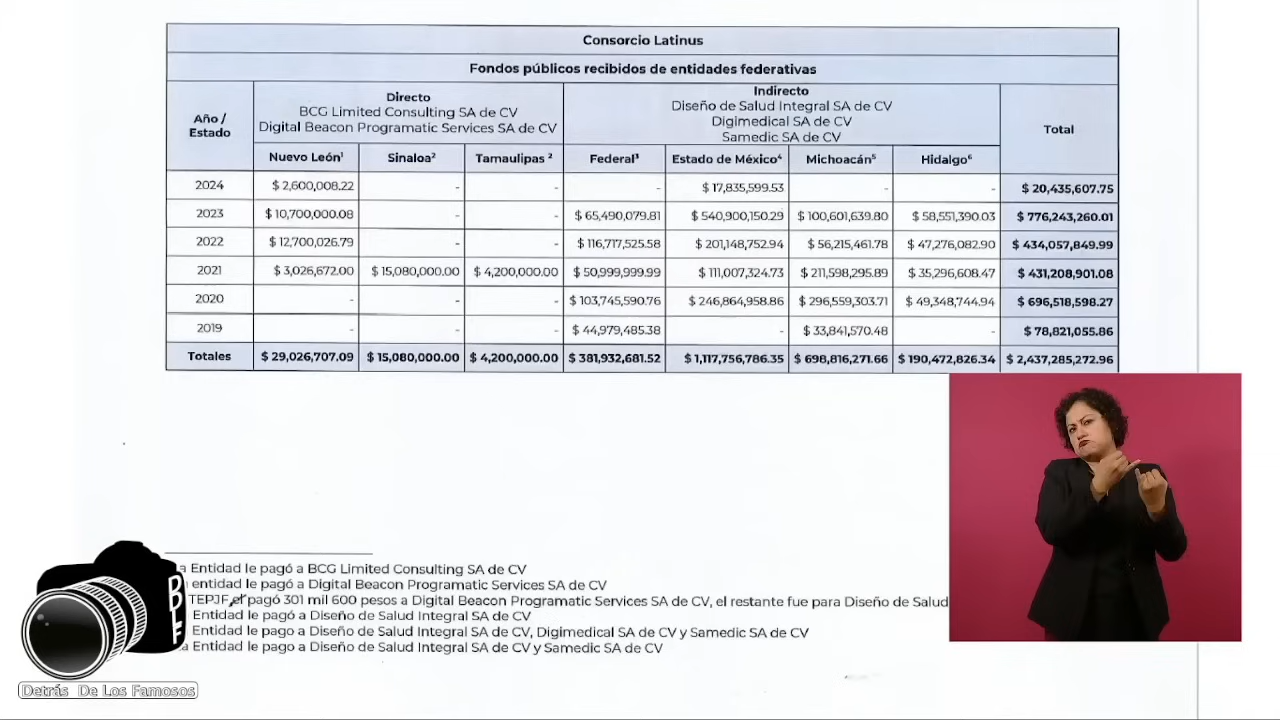 Consorcio Latinus
Fondos públicos recibidos de entidades federativas
Año / Estado
Directo
BCG Limited Consulting SA de CV
Digital Beacon Programatic Services SA de CV
Indirecto
Diseño de Salud Integral SA de CV
Digimedical SA de CV
Samedic SA de CV
Total
Nuevo León¹ Sinaloa² Tamaulipas ² Federal³ Estado de México⁴ Michoacán⁵ Hidalgo⁶
2024 $ 2,600,008.22 - - - $ 17,835,599.53 - - $ 20,435,607.75
2023 $ 10,700,000.08 - - $ 65,490,079.81 $ 540,900,150.29 $ 100,601,639.80 $ 58,551,390.03 $ 776,243,260.01
2022 $ 12,700,026.79 - - $ 116,717,525.58 $ 201,148,752.94 $ 56,215,461.78 $ 47,276,082.90 $ 434,057,849.99
2021 $ 3,026,672.00 $ 15,080,000.00 $ 4,200,000.00 $ 50,999,999.99 $ 111,007,324.73 $ 211,598,295.89 $ 35,296,608.47 $ 431,208,901.08
2020 - - - $ 103,745,590.76 $ 246,864,958.86 $ 296,559,303.71 $ 49,348,744.94 $ 696,518,598.27
2019 - - - $ 44,979,485.38 - $ 33,841,570.48 - $ 78,821,055.86
Totales $ 29,026,707.09 $ 15,080,000.00 $ 4,200,000.00 $ 381,932,681.52 $ 1,117,756,786.35 $ 698,816,271.66 $ 190,472,826.34 $ 2,437,285,272.96
a Entidad le pagó a BCG Limited Consulting SA de CV
entidad le pagó a Digital Beacon Programatic Services SA de CV
TEPJF, pagó 301 mil 600 pesos a Digital Beacon Programatic Services SA de CV, el restante fue para Diseño de Salud
Entidad le pagó a Diseño de Salud Integral SA de CV
Entidad le pago a Diseño de Salud Integral SA de CV, Digimedical SA de CV y Samedic SA de CV
a Entidad le pago a Diseño de Salud Integral SA de CV y Samedic SA de CV
Detrás De Los Famosos